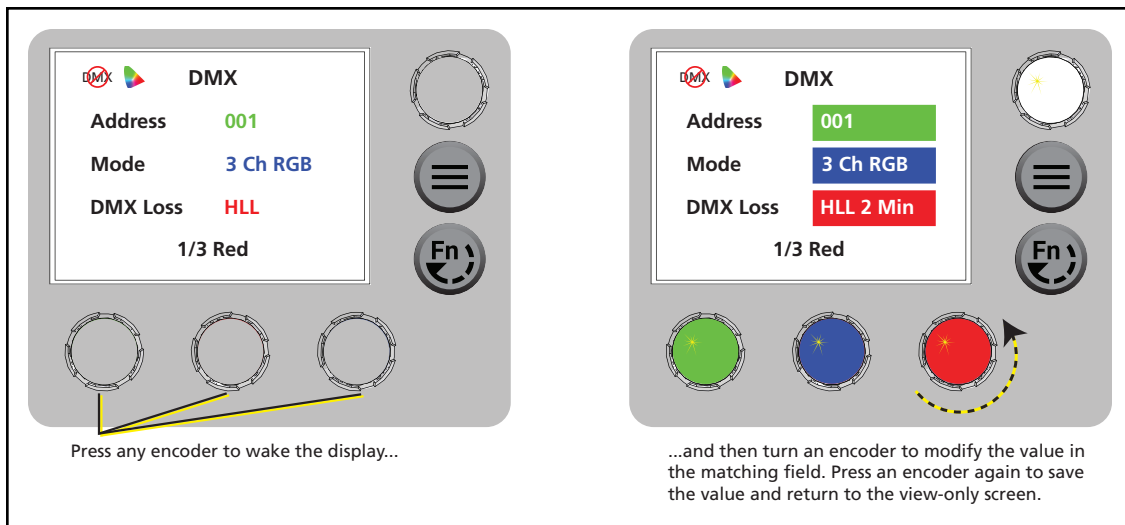 DMX DMX
Address 001
Mode 3 Ch RGB
DMX Loss HLL
1/3 Red
Fn
Press any encoder to wake the display...
DMX DMX
Address 001
Mode 3 Ch RGB
DMX Loss HLL 2 Min
1/3 Red
Fn
...and then turn an encoder to modify the value in
the matching field. Press an encoder again to save
the value and return to the view-only screen.